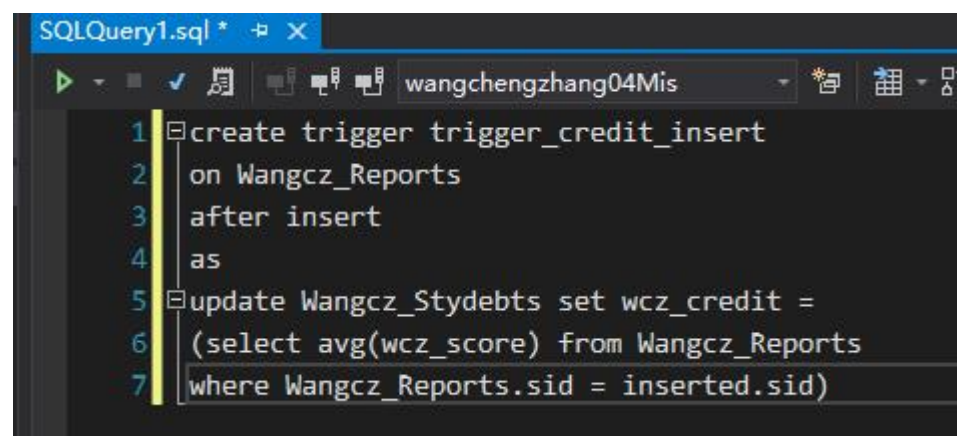 SQLQuery1.sql *
wangchengzhang04Mis
1 create trigger trigger_credit_insert
2 on Wangcz_Reports
3 after insert
4 as
5 update Wangcz_Stydebts set wcz_credit =
6 (select avg(wcz_score) from Wangcz_Reports
7 where Wangcz_Reports.sid = inserted.sid)